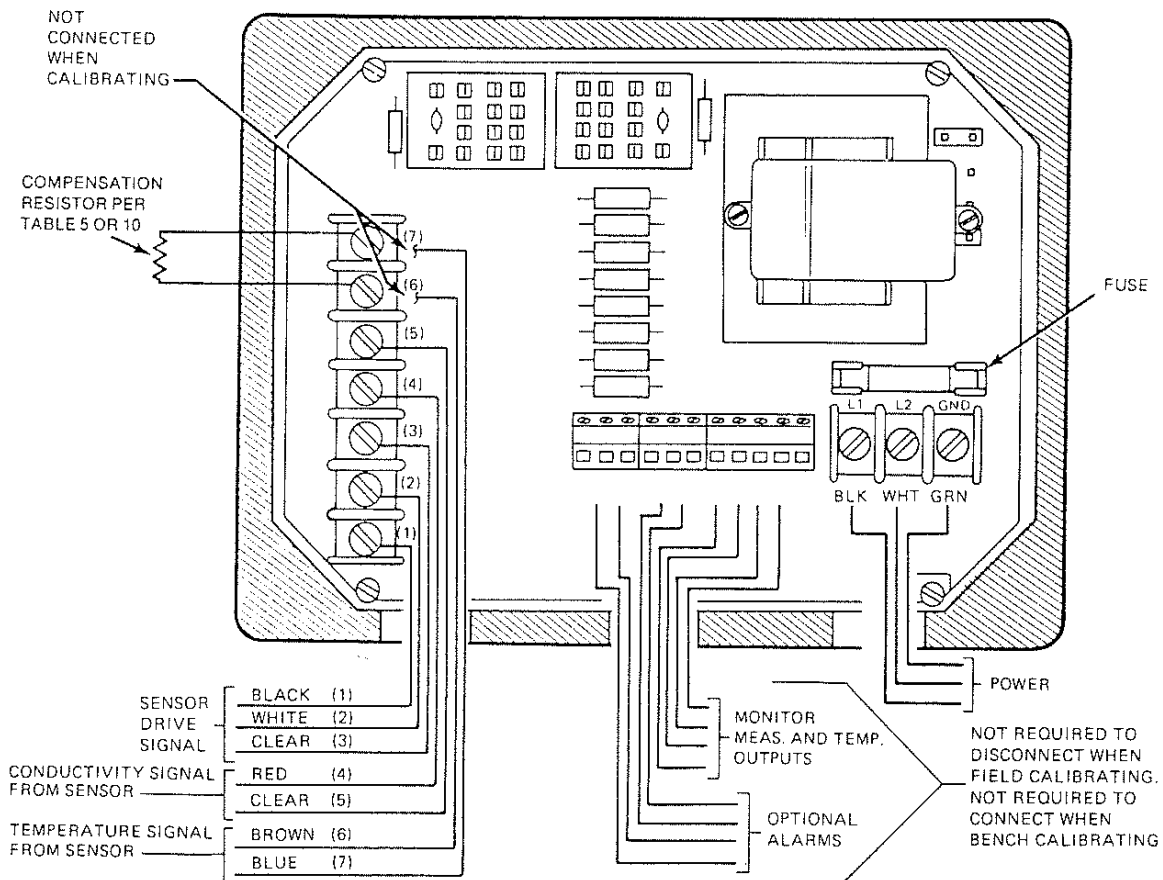 NOT
CONNECTED
WHEN
CALIBRATING
COMPENSATION
RESISTOR PER
TABLE 5 OR 10
(7)
(6)
(5)
(4)
(3)
(2)
(1)
FUSE
L1 L2 GND
BLK WHT GRN
SENSOR
DRIVE
SIGNAL
BLACK (1)
WHITE (2)
CLEAR (3)
CONDUCTIVITY SIGNAL
FROM SENSOR
RED (4)
CLEAR (5)
TEMPERATURE SIGNAL
FROM SENSOR
BROWN (6)
BLUE (7)
MONITOR
MEAS. AND TEMP.
OUTPUTS
OPTIONAL
ALARMS
POWER
NOT REQUIRED TO
DISCONNECT WHEN
FIELD CALIBRATING.
NOT REQUIRED TO
CONNECT WHEN
BENCH CALIBRATING